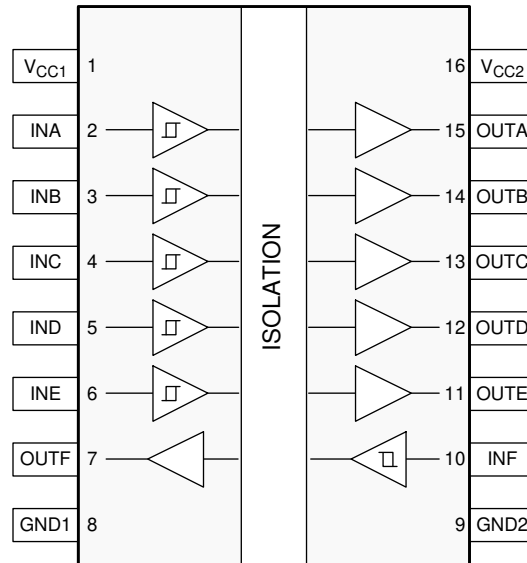 VCC1 1 16 VCC2
INA 2 15 OUTA
INB 3 14 OUTB
INC 4 13 OUTC
IND 5 12 OUTD
INE 6 11 OUTE
OUTF 7 10 INF
GND1 8 9 GND2
ISOLATION